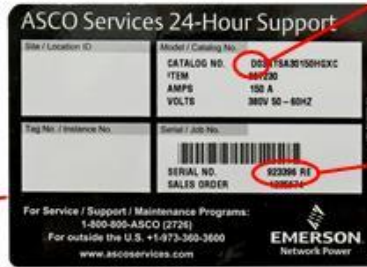 ASCO Services 24-Hour Support
Site / Location ID
Model / Catalog No.
CATALOG NO.
AMPS 150 A
VOLTS 380V 50 - 60HZ
Tag No. / Instance No.
Serial / Job No.
SERIAL NO. 923396 RE
SALES ORDER
For Service / Support / Maintenance Programs:
1-800-800-ASCO (2726)
For outside the U.S. +1-973-360-3600
www.ascoservices.com
EMERSON
Network Power